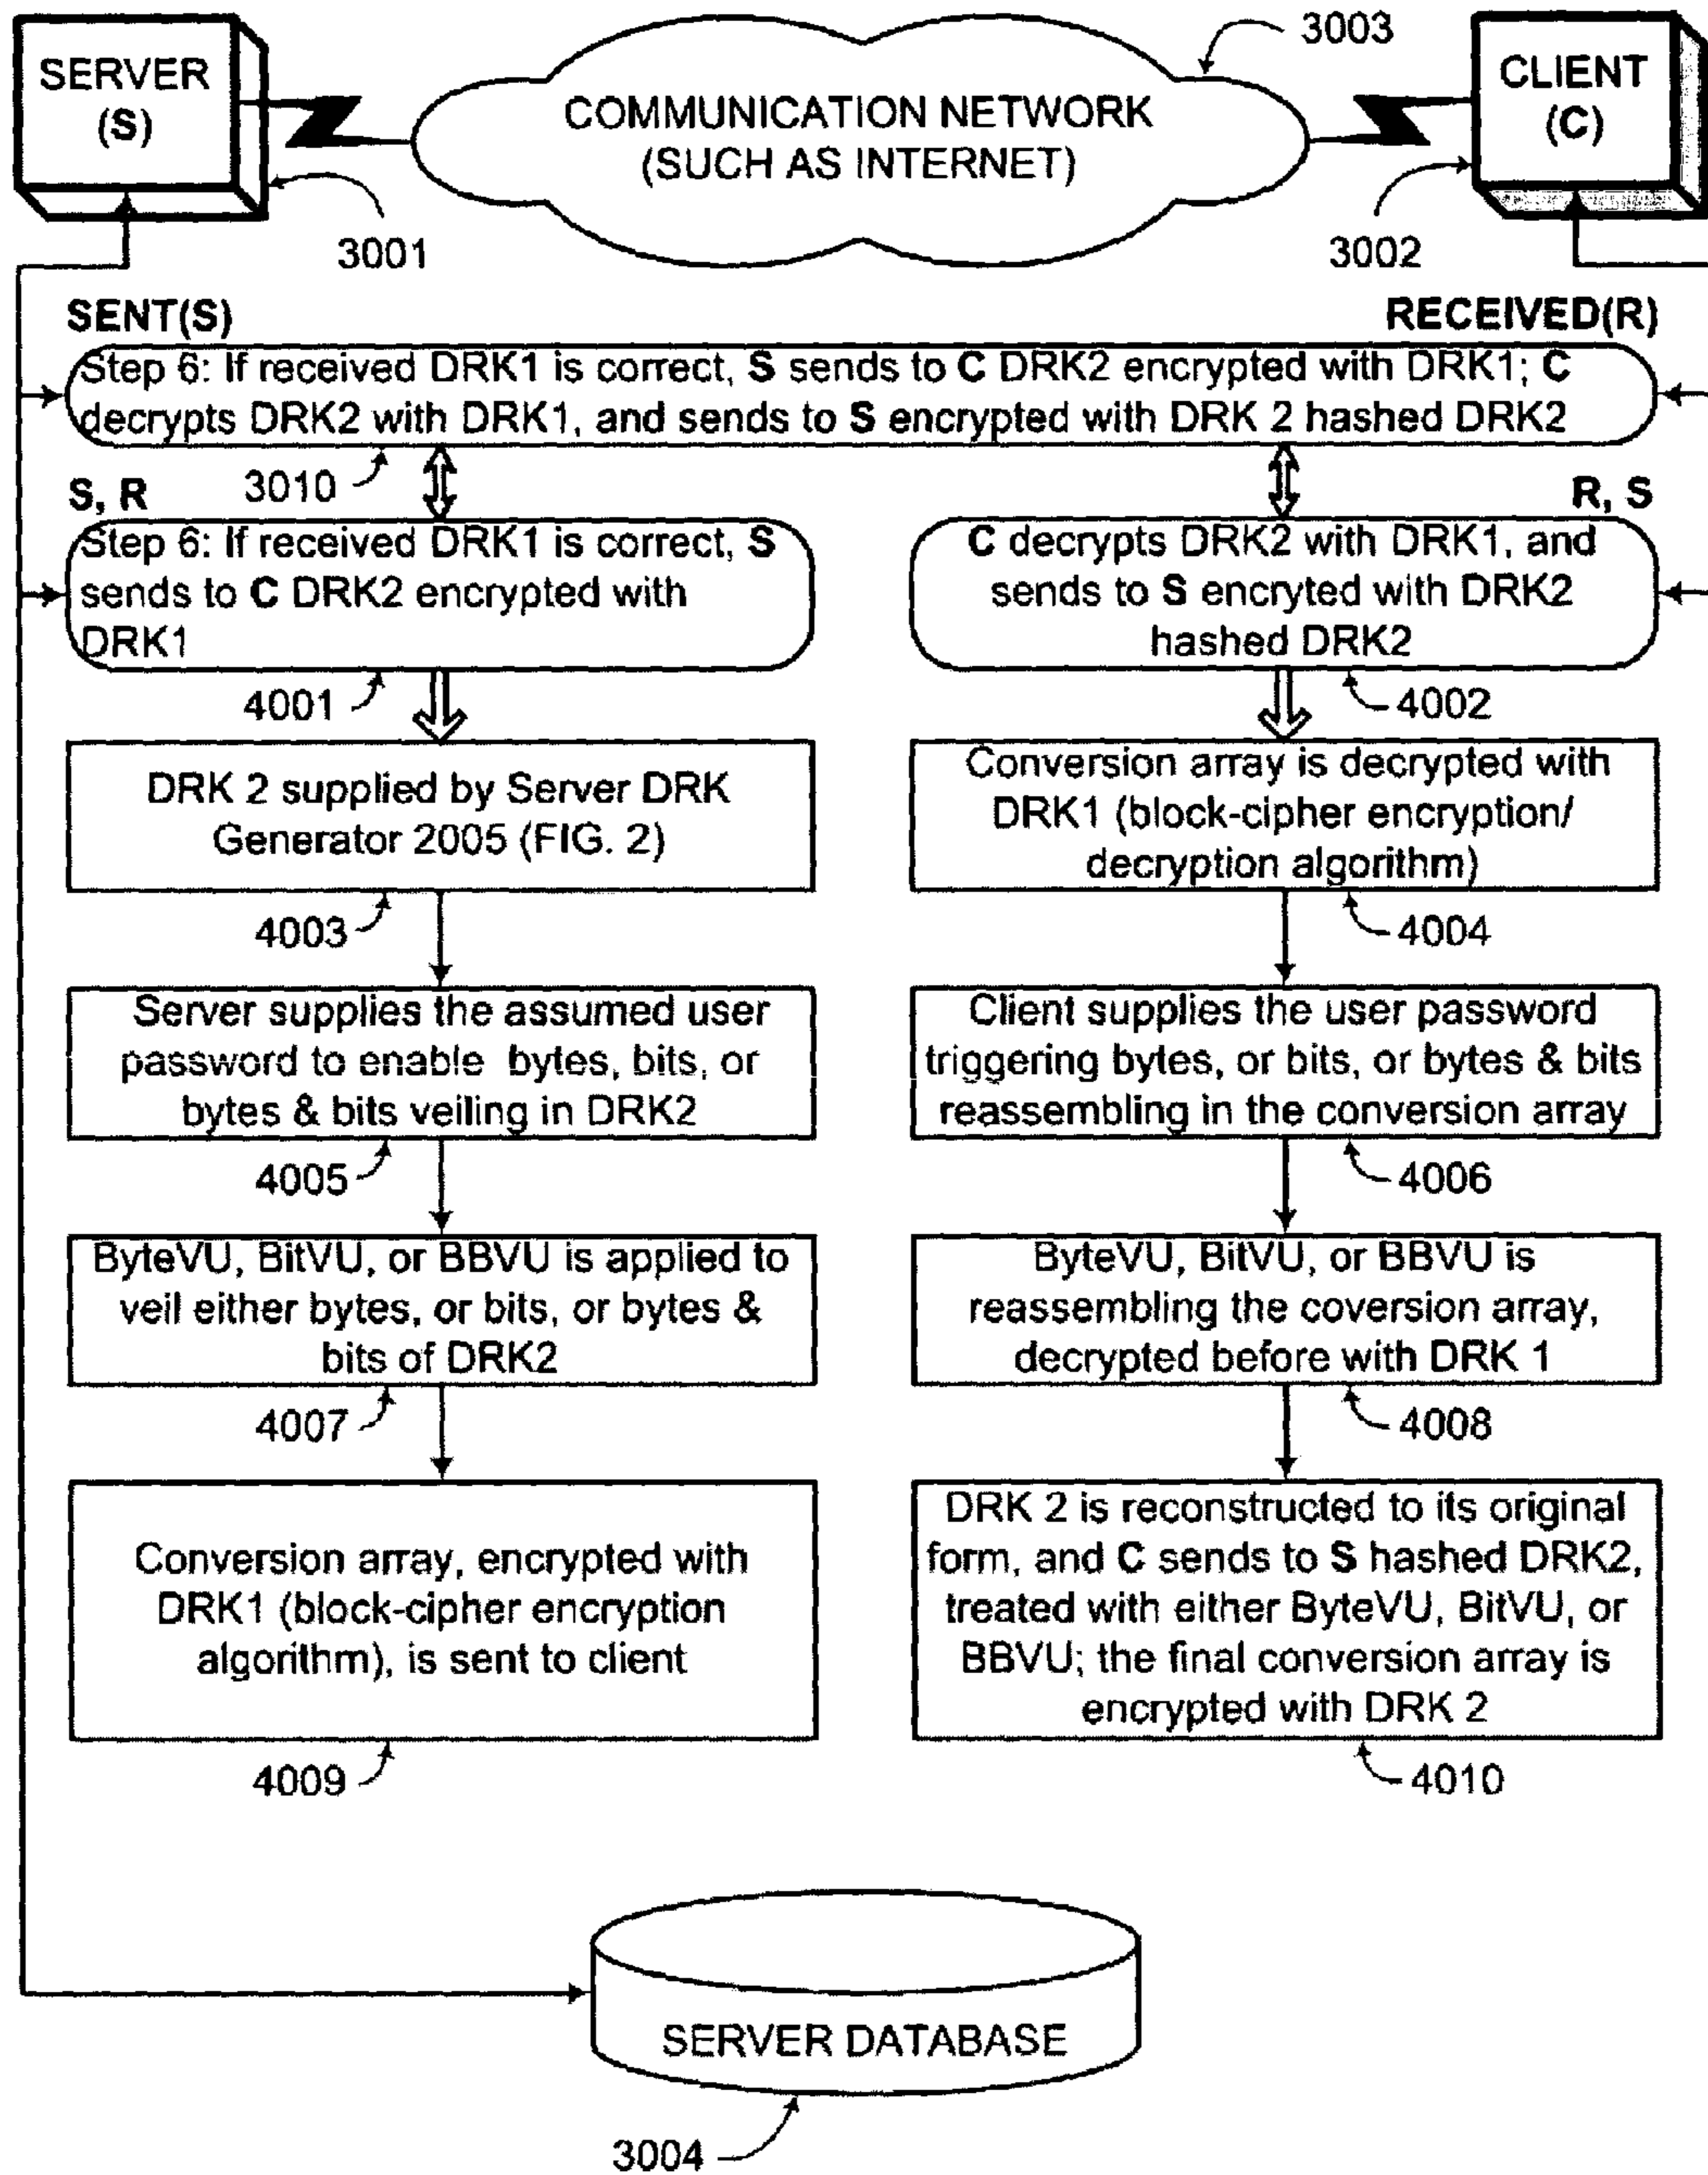 SERVER
(S)
COMMUNICATION NETWORK
(SUCH AS INTERNET)
CLIENT
(C)
3003
3001
3002
SENT(S)
RECEIVED(R)
Step 6: If received DRK1 is correct, S sends to C DRK2 encrypted with DRK1; C
decrypts DRK2 with DRK1, and sends to S encrypted with DRK 2 hashed DRK2
3010
S, R
R, S
Step 6: If received DRK1 is correct, S
sends to C DRK2 encrypted with
DRK1
4001
C decrypts DRK2 with DRK1, and
sends to S encryted with DRK2
hashed DRK2
4002
DRK 2 supplied by Server DRK
Generator 2005 (FIG. 2)
4003
Conversion array is decrypted with
DRK1 (block-cipher encryption/
decryption algorithm)
4004
Server supplies the assumed user
password to enable bytes, bits, or
bytes & bits veiling in DRK2
4005
Client supplies the user password
triggering bytes, or bits, or bytes & bits
reassembling in the conversion array
4006
ByteVU, BitVU, or BBVU is applied to
veil either bytes, or bits, or bytes &
bits of DRK2
4007
ByteVU, BitVU, or BBVU is
reassembling the coversion array,
decrypted before with DRK 1
4008
Conversion array, encrypted with
DRK1 (block-cipher encryption
algorithm), is sent to client
4009
DRK 2 is reconstructed to its original
form, and C sends to S hashed DRK2,
treated with either ByteVU, BitVU, or
BBVU; the final conversion array is
encrypted with DRK 2
4010
SERVER DATABASE
3004